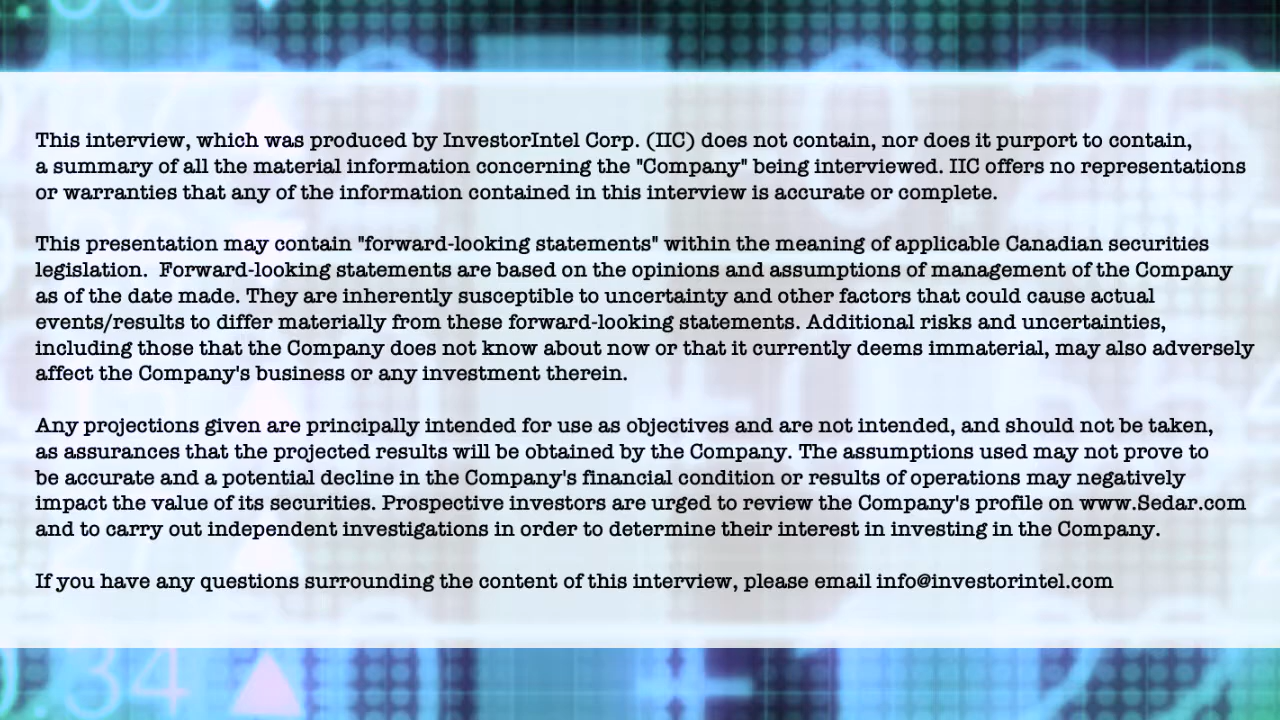 This interview, which was produced by InvestorIntel Corp. (IIC) does not contain, nor does it purport to contain,
a summary of all the material information concerning the "Company" being interviewed. IIC offers no representations
or warranties that any of the information contained in this interview is accurate or complete.
This presentation may contain "forward-looking statements" within the meaning of applicable Canadian securities
legislation.  Forward-looking statements are based on the opinions and assumptions of management of the Company
as of the date made. They are inherently susceptible to uncertainty and other factors that could cause actual
events/results to differ materially from these forward-looking statements. Additional risks and uncertainties,
including those that the Company does not know about now or that it currently deems immaterial, may also adversely
affect the Company's business or any investment therein.
Any projections given are principally intended for use as objectives and are not intended, and should not be taken,
as assurances that the projected results will be obtained by the Company. The assumptions used may not prove to
be accurate and a potential decline in the Company's financial condition or results of operations may negatively
impact the value of its securities. Prospective investors are urged to review the Company's profile on www.Sedar.com
and to carry out independent investigations in order to determine their interest in investing in the Company.
If you have any questions surrounding the content of this interview, please email info@investorintel.com
.34